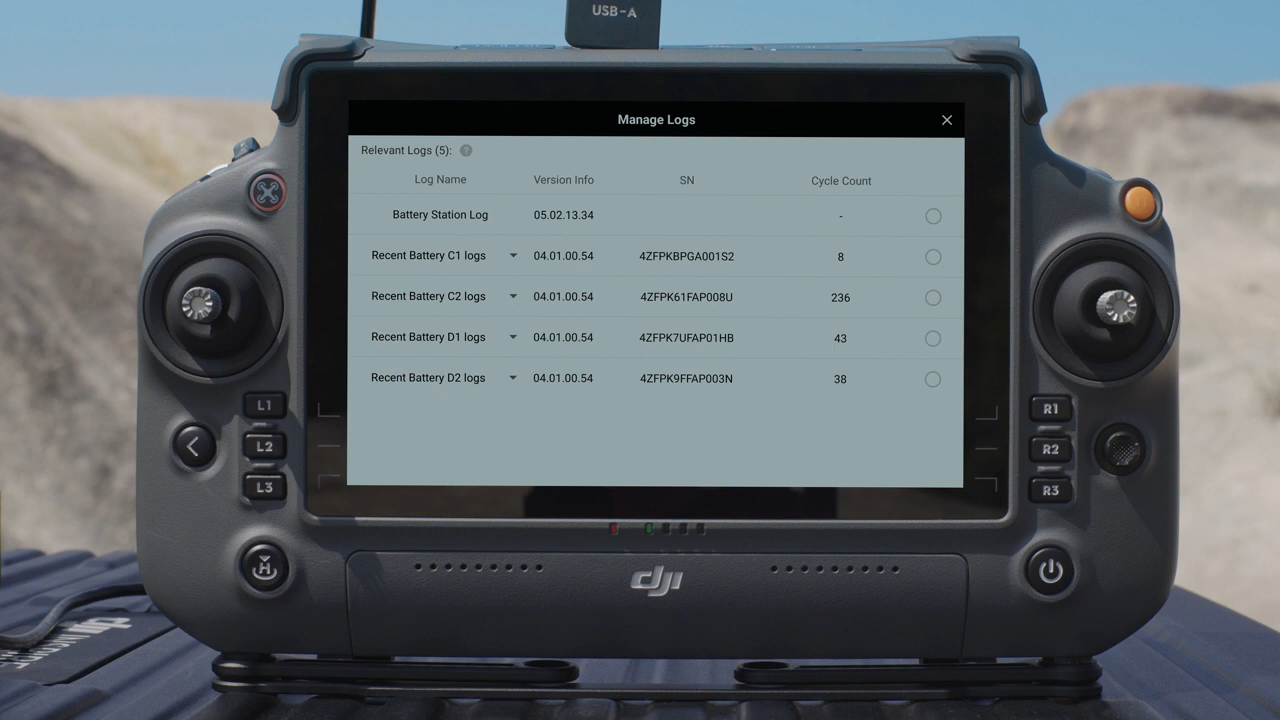 USB-A
Manage Logs
Relevant Logs (5): ?
Log Name Version Info SN Cycle Count
Battery Station Log 05.02.13.34 -
Recent Battery C1 logs 04.01.00.54 4ZFPKBPGA001S2 8
Recent Battery C2 logs 04.01.00.54 4ZFPK61FAP008U 236
Recent Battery D1 logs 04.01.00.54 4ZFPK7UFAP01HB 43
Recent Battery D2 logs 04.01.00.54 4ZFPK9FFAP003N 38
L1
L2
L3
R1
R2
R3
H
dji